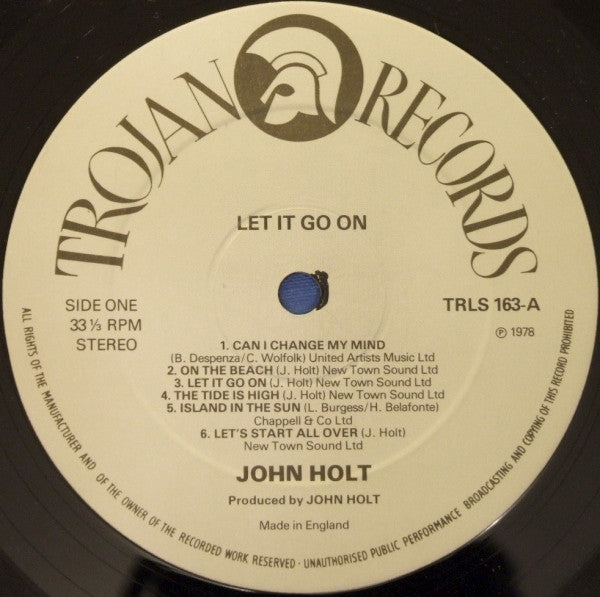 TROJAN RECORDS
LET IT GO ON
SIDE ONE
33 ⅓ RPM
STEREO
TRLS 163-A
℗ 1978
1. CAN I CHANGE MY MIND
(B. Despenza/C. Wolfolk) United Artists Music Ltd
2. ON THE BEACH (J. Holt) New Town Sound Ltd
3. LET IT GO ON (J. Holt) New Town Sound Ltd
4. THE TIDE IS HIGH (J. Holt) New Town Sound Ltd
5. ISLAND IN THE SUN (L. Burgess/H. Belafonte)
Chappell & Co Ltd
6. LET'S START ALL OVER (J. Holt)
New Town Sound Ltd
JOHN HOLT
Produced by JOHN HOLT
Made in England
ALL RIGHTS OF THE MANUFACTURER AND OF THE OWNER OF THE RECORDED WORK RESERVED · UNAUTHORISED PUBLIC PERFORMANCE BROADCASTING AND COPYING OF THIS RECORD PROHIBITED